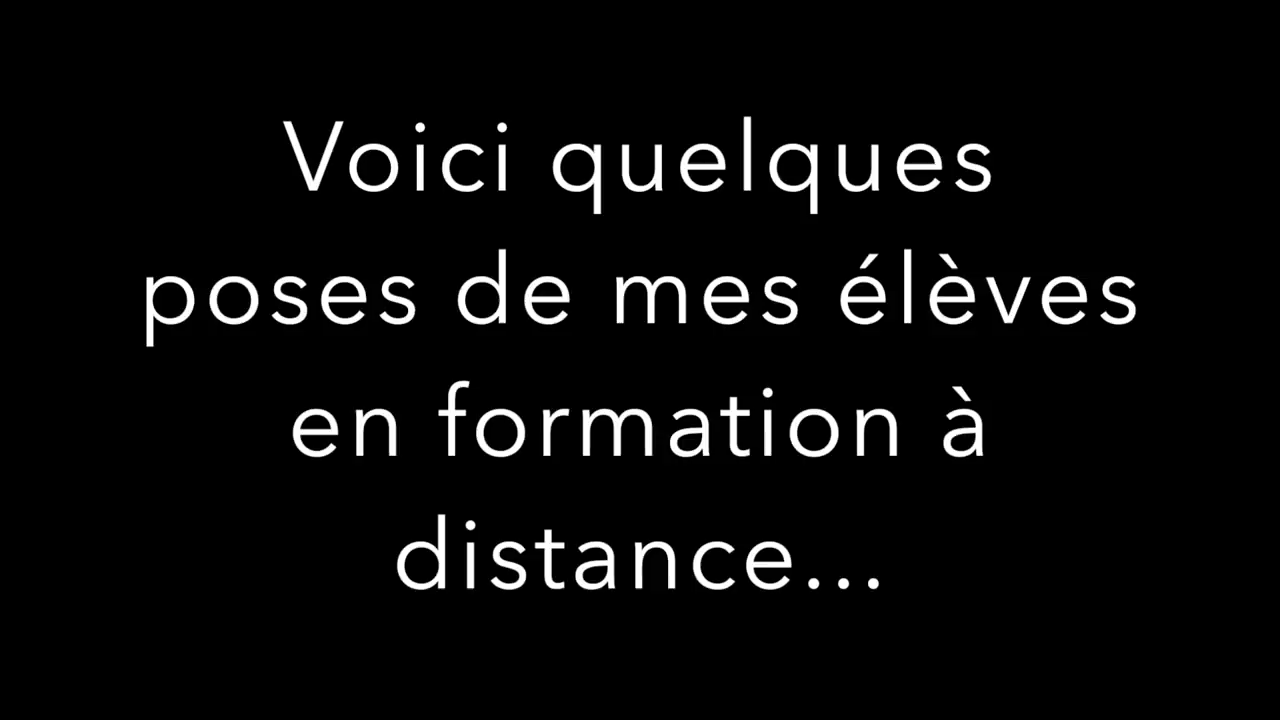 Voici quelques
poses de mes élèves
en formation à
distance...